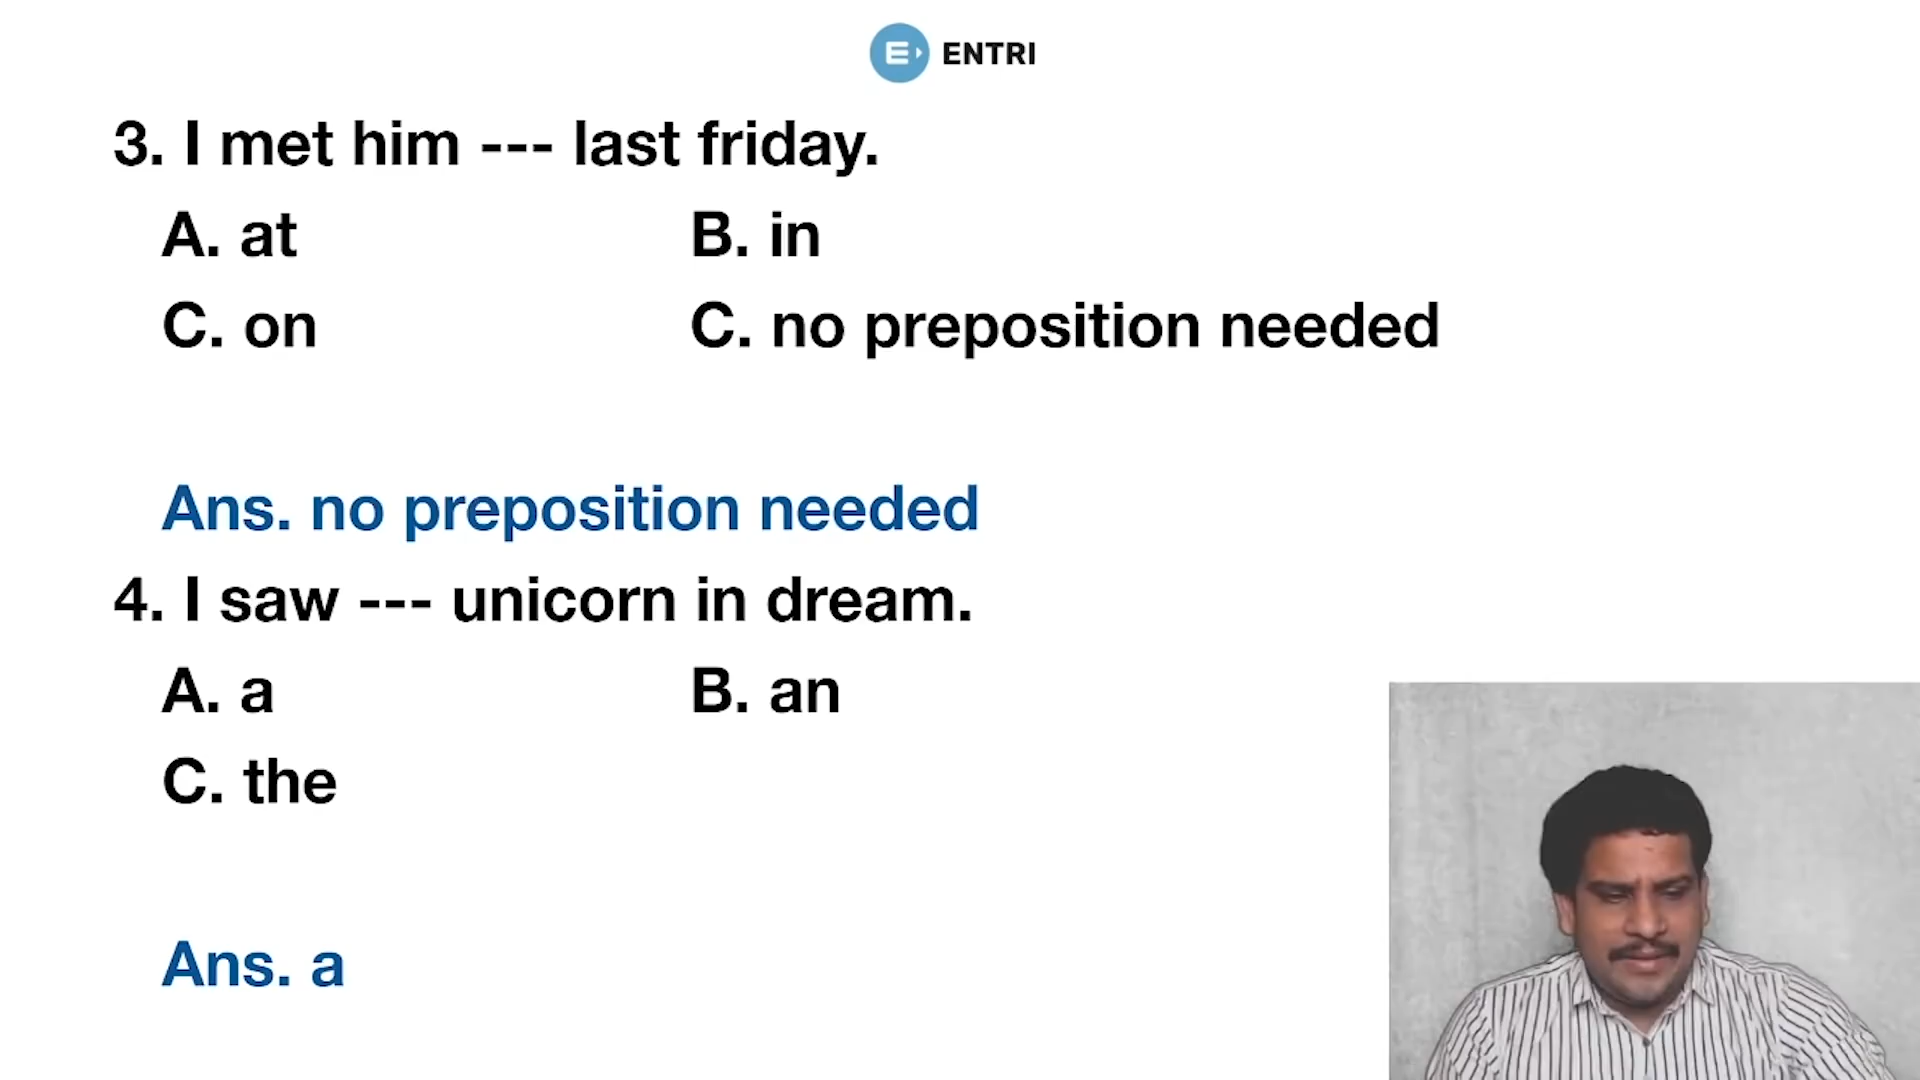 ENTRI
3. I met him --- last friday.
A. at B. in
C. on C. no preposition needed
Ans. no preposition needed
4. I saw --- unicorn in dream.
A. a B. an
C. the
Ans. a